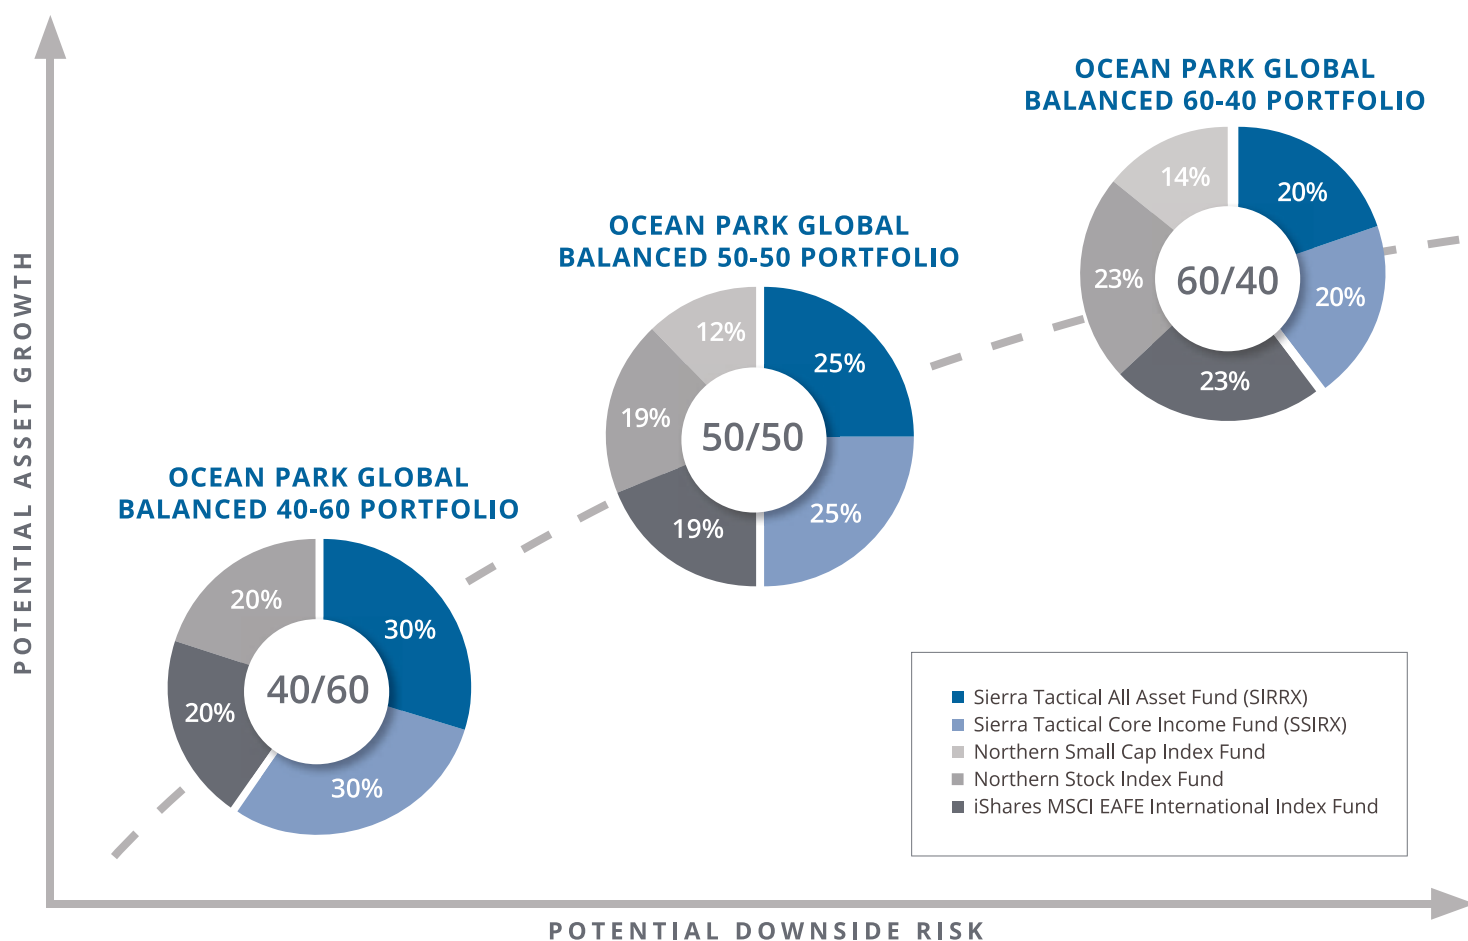 OCEAN PARK GLOBAL
BALANCED 60-40 PORTFOLIO
14%
20%
23%
60/40
20%
23%
OCEAN PARK GLOBAL
BALANCED 50-50 PORTFOLIO
12%
25%
19%
50/50
25%
19%
OCEAN PARK GLOBAL
BALANCED 40-60 PORTFOLIO
20%
30%
20%
40/60
30%
POTENTIAL ASSET GROWTH
Sierra Tactical All Asset Fund (SIRRX)
Sierra Tactical Core Income Fund (SSIRX)
Northern Small Cap Index Fund
Northern Stock Index Fund
iShares MSCI EAFE International Index Fund
POTENTIAL DOWNSIDE RISK